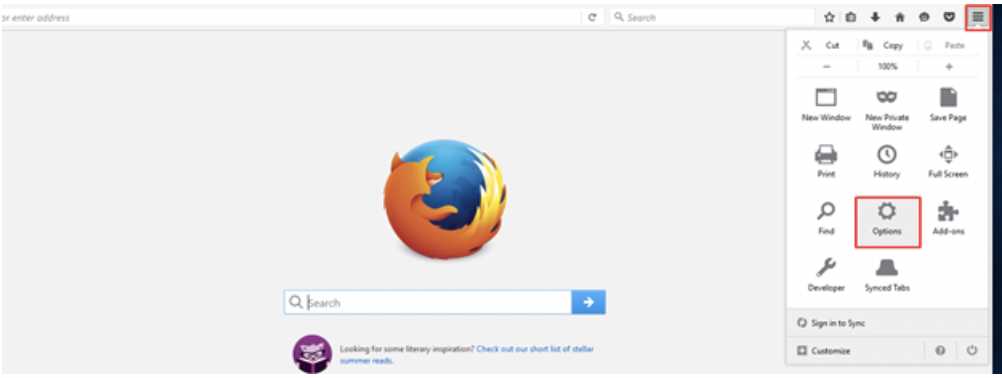 or enter address
Search
Cut Copy Paste
− 100% +
New Window New Private Window Save Page
Print History Full Screen
Find Options Add-ons
Developer Synced Tabs
Sign in to Sync
Customize
Search
Looking for some literary inspiration? Check out our short list of stellar
summer reads.